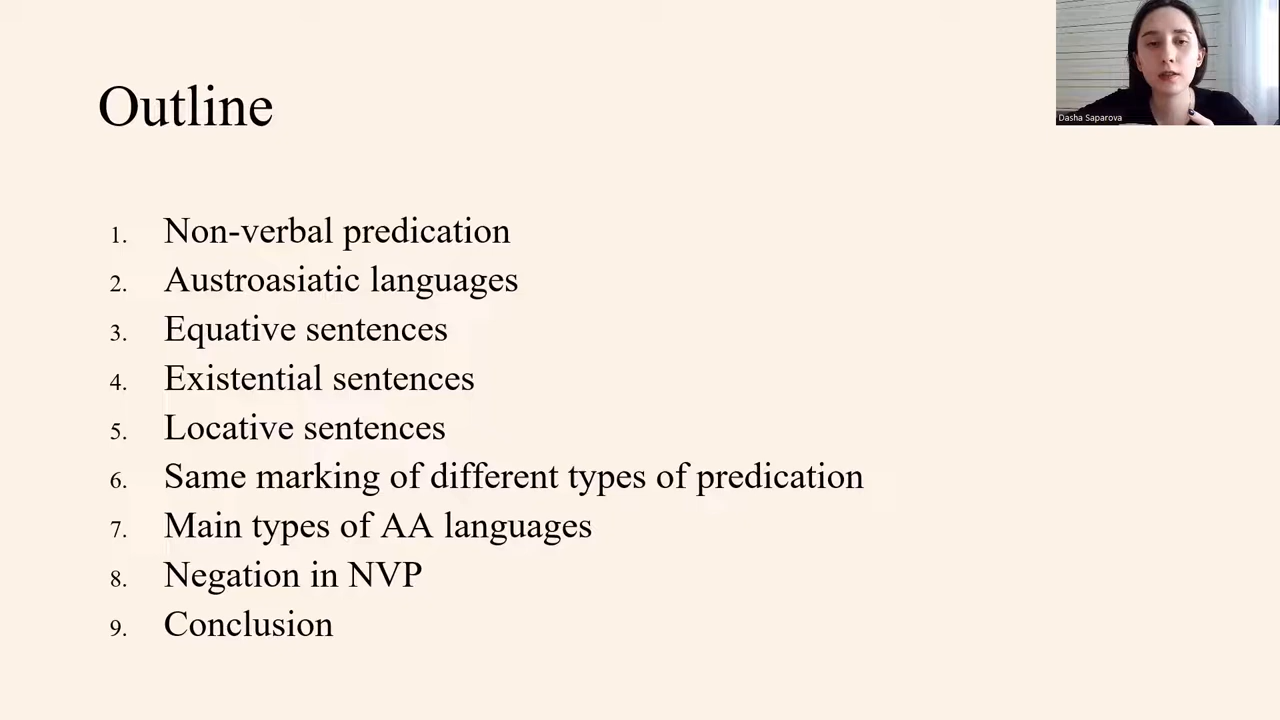 Outline
Dasha Saparova
1. Non-verbal predication
2. Austroasiatic languages
3. Equative sentences
4. Existential sentences
5. Locative sentences
6. Same marking of different types of predication
7. Main types of AA languages
8. Negation in NVP
9. Conclusion